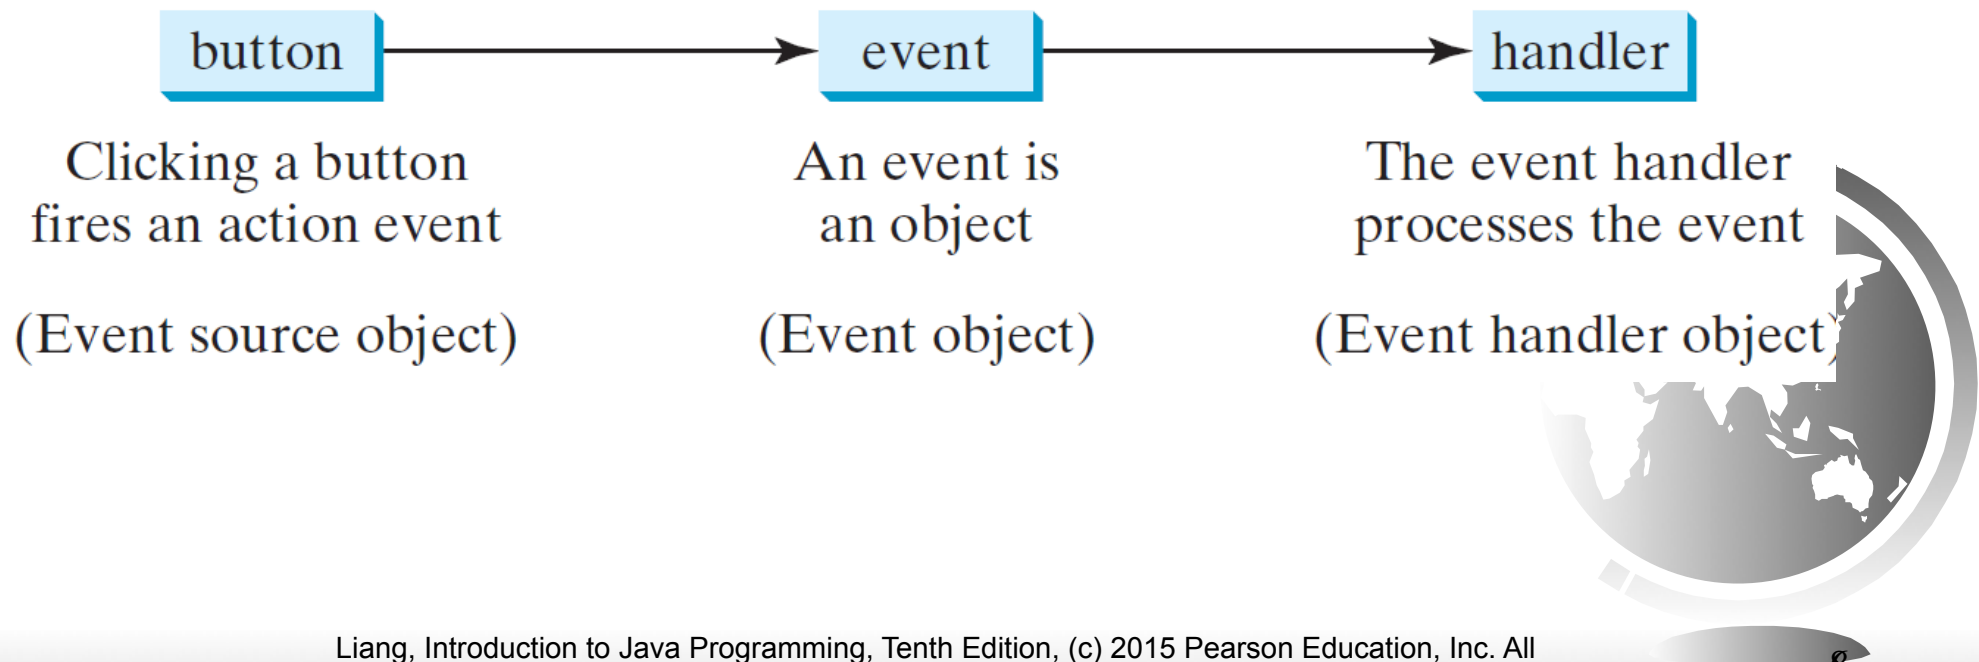 button
event
handler
Clicking a button
fires an action event
(Event source object)
An event is
an object
(Event object)
The event handler
processes the event
(Event handler object)
Liang, Introduction to Java Programming, Tenth Edition, (c) 2015 Pearson Education, Inc. All